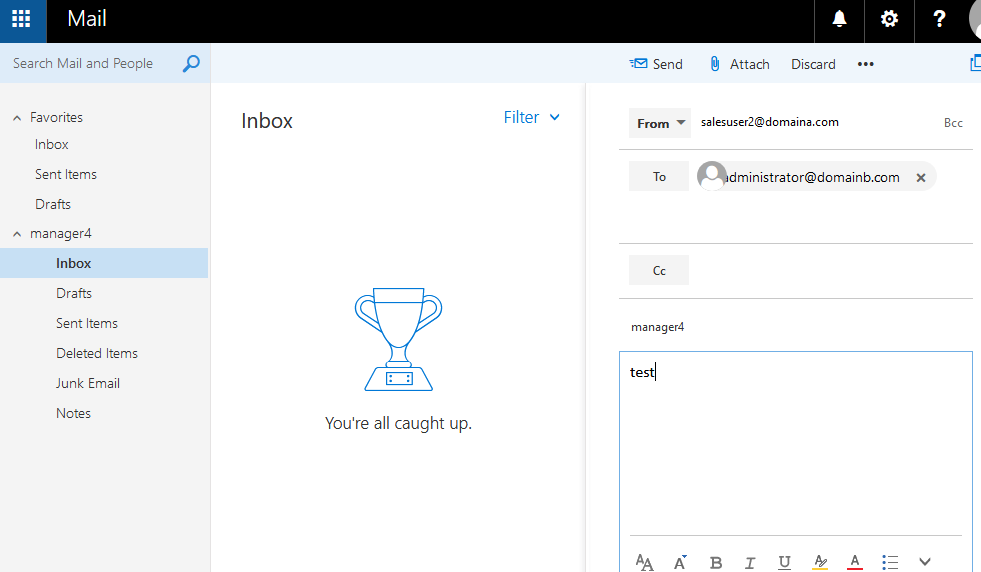 Mail
?
Search Mail and People
Send
Attach
Discard
•••
Favorites
Inbox
Sent Items
Drafts
manager4
Inbox
Drafts
Sent Items
Deleted Items
Junk Email
Notes
Inbox
Filter
You're all caught up.
From
salesuser2@domaina.com
Bcc
To
dministrator@domainb.com
Cc
manager4
test
AA
A
B
I
U
A